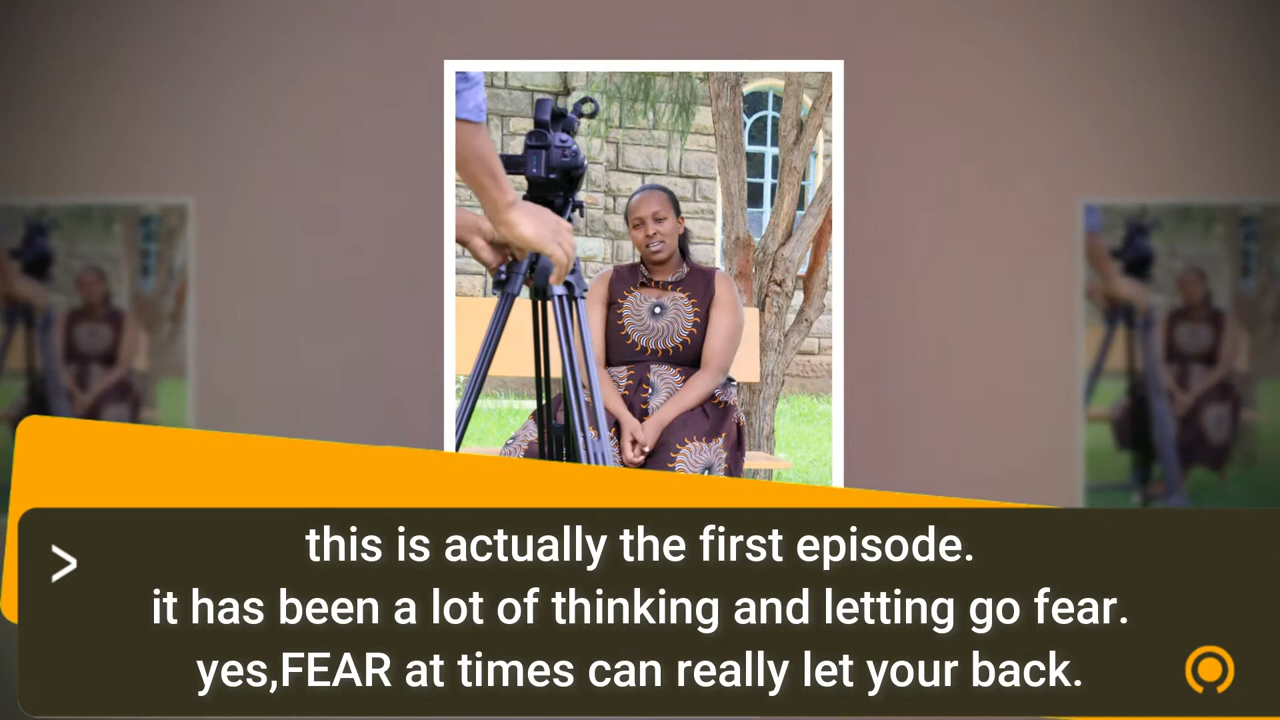 this is actually the first episode.
it has been a lot of thinking and letting go fear.
yes,FEAR at times can really let your back.